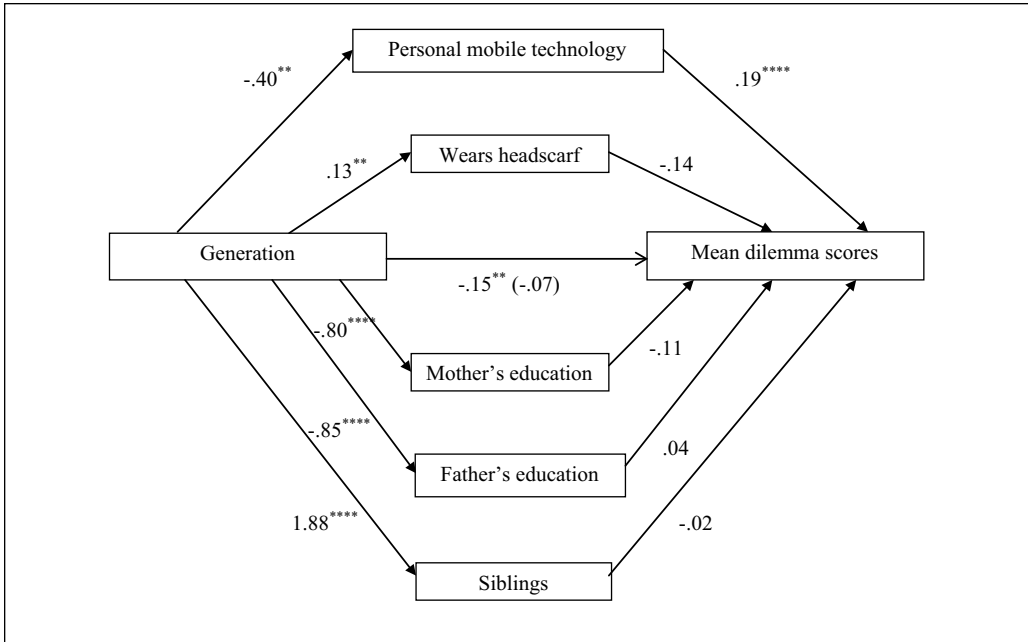 Personal mobile technology
-.40**
.19****
Wears headscarf
.13**
-.14
Generation
Mean dilemma scores
-.15** (-.07)
-.80****
Mother’s education
-.11
-.85****
Father’s education
.04
1.88****
-.02
Siblings